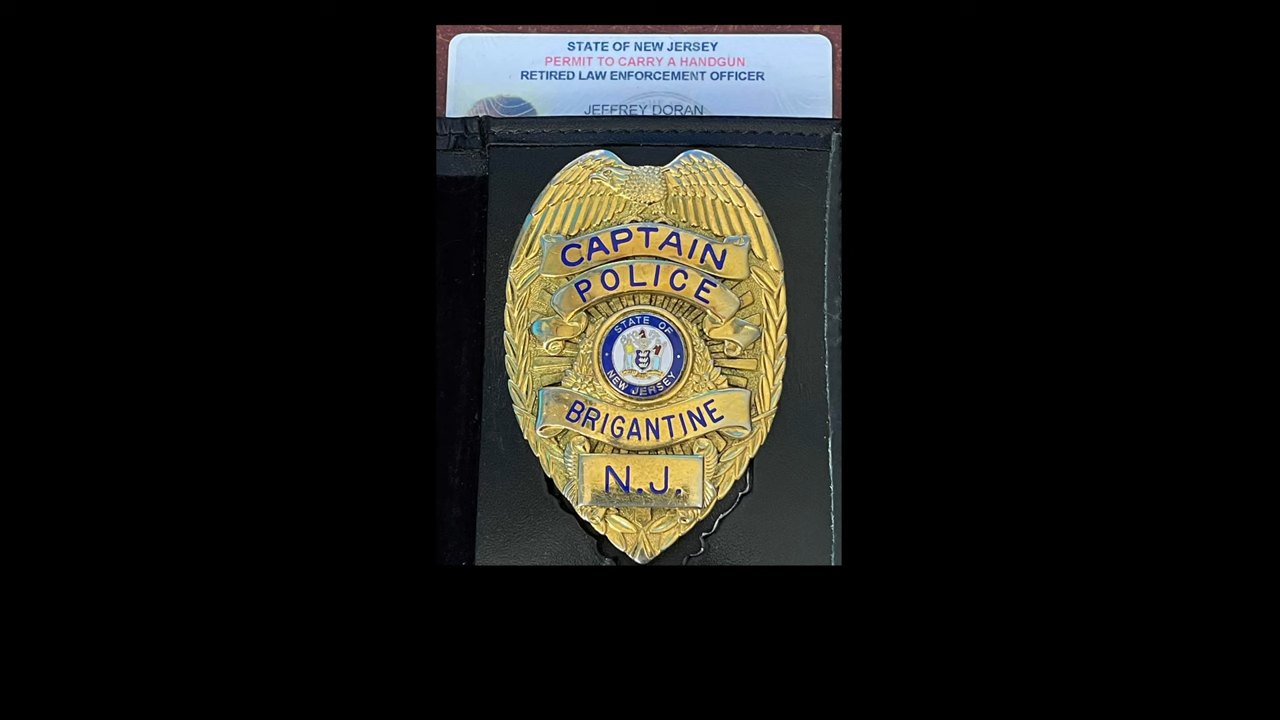 STATE OF NEW JERSEY
PERMIT TO CARRY A HANDGUN
RETIRED LAW ENFORCEMENT OFFICER
JEFFREY DORAN
CAPTAIN
POLICE
STATE OF
NEW JERSEY
BRIGANTINE
N.J.